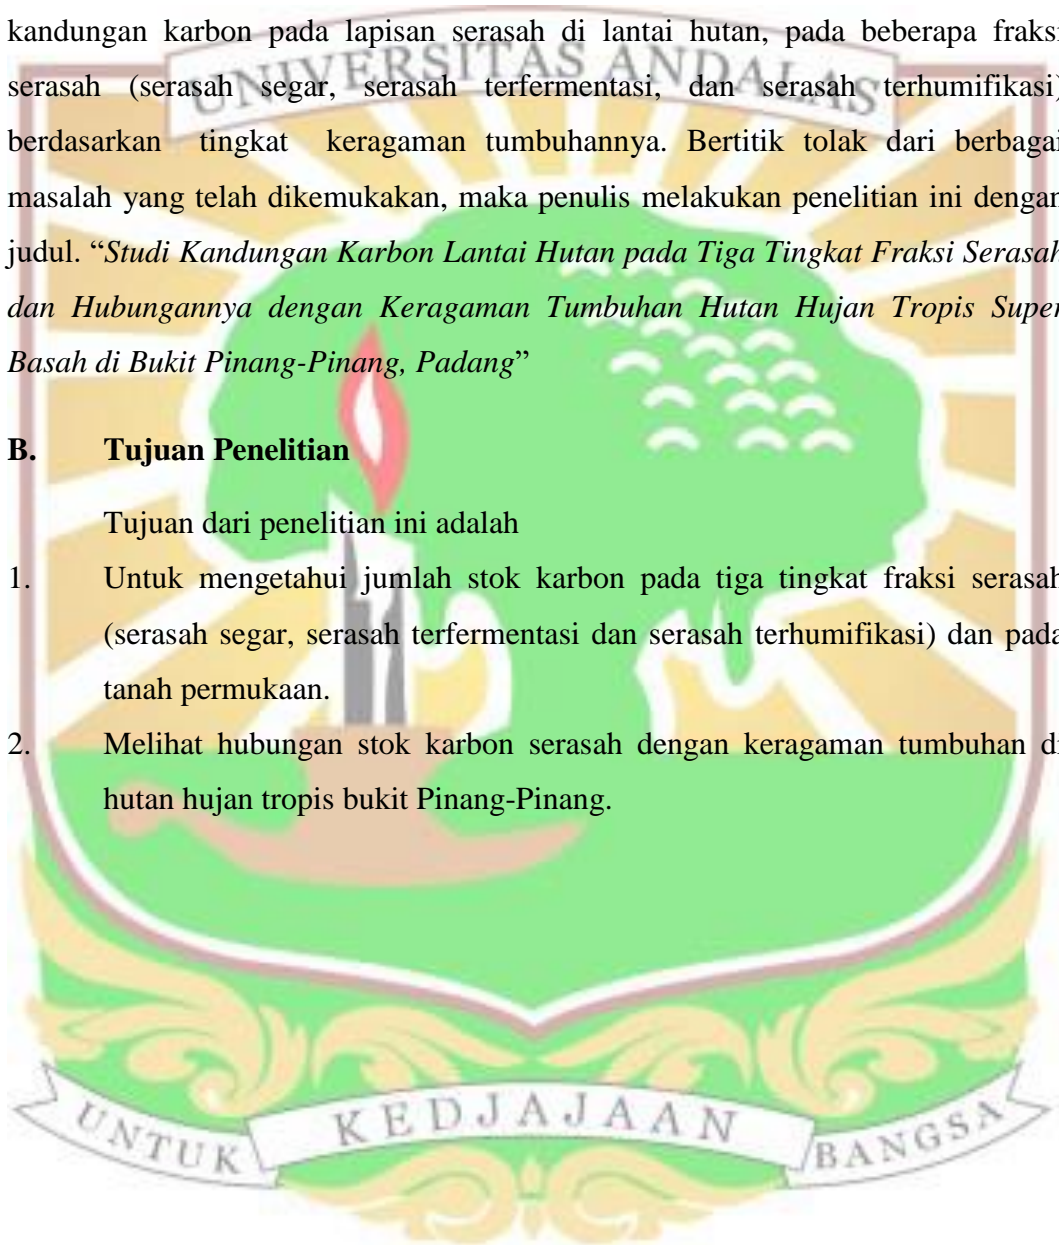 kandungan karbon pada lapisan serasah di lantai hutan, pada beberapa fraksi
UNIVERSITAS ANDALAS
serasah (serasah segar, serasah terfermentasi, dan serasah terhumifikasi)
berdasarkan tingkat keragaman tumbuhannya. Bertitik tolak dari berbagai
masalah yang telah dikemukakan, maka penulis melakukan penelitian ini dengan
judul. “Studi Kandungan Karbon Lantai Hutan pada Tiga Tingkat Fraksi Serasah
dan Hubungannya dengan Keragaman Tumbuhan Hutan Hujan Tropis Super
Basah di Bukit Pinang-Pinang, Padang”
B. Tujuan Penelitian
Tujuan dari penelitian ini adalah
1. Untuk mengetahui jumlah stok karbon pada tiga tingkat fraksi serasah
(serasah segar, serasah terfermentasi dan serasah terhumifikasi) dan pada
tanah permukaan.
2. Melihat hubungan stok karbon serasah dengan keragaman tumbuhan di
hutan hujan tropis bukit Pinang-Pinang.
UNTUK KEDJAJAAN BANGSA